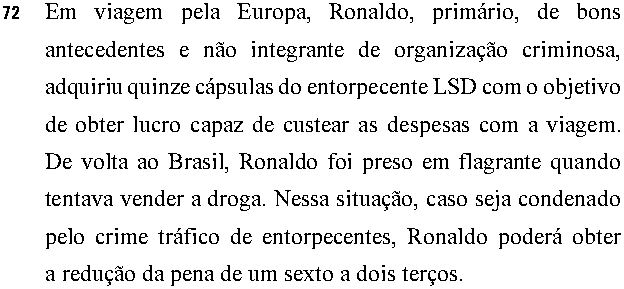 72 Em viagem pela Europa, Ronaldo, primário, de bons
antecedentes e não integrante de organização criminosa,
adquiriu quinze cápsulas do entorpecente LSD com o objetivo
de obter lucro capaz de custear as despesas com a viagem.
De volta ao Brasil, Ronaldo foi preso em flagrante quando
tentava vender a droga. Nessa situação, caso seja condenado
pelo crime tráfico de entorpecentes, Ronaldo poderá obter
a redução da pena de um sexto a dois terços.